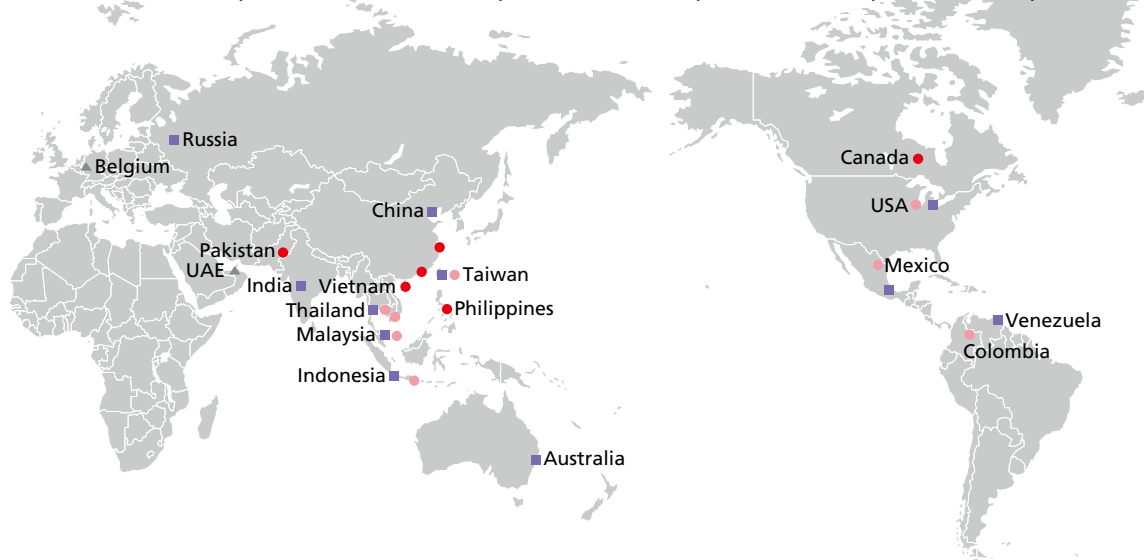 Russia
Belgium
China
Pakistan
UAE
India
Vietnam
Taiwan
Thailand
Philippines
Malaysia
Indonesia
Australia
Canada
USA
Mexico
Venezuela
Colombia